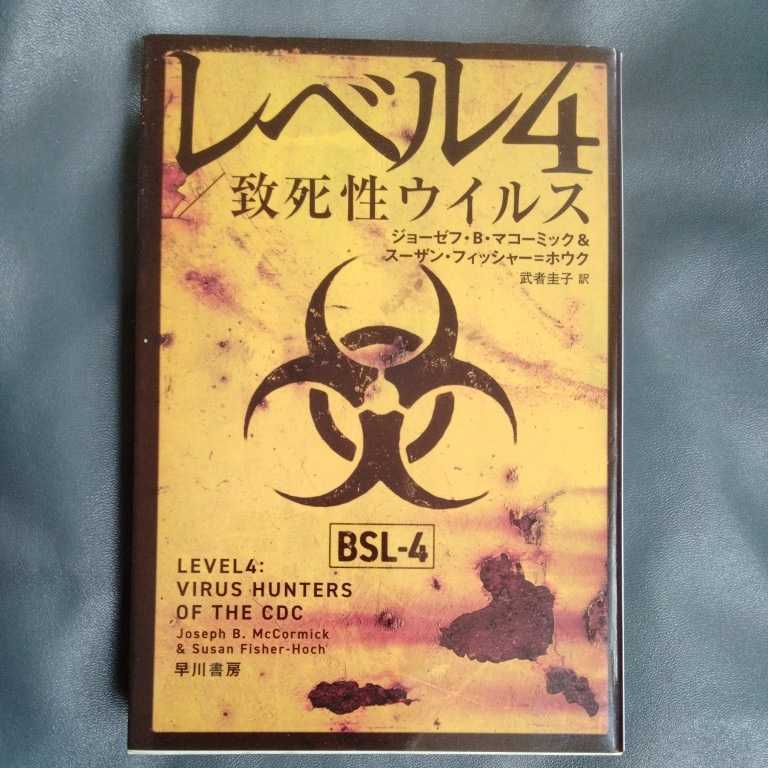 レベル4
/致死性ウイルス
ジョーゼフ・B・マコーミック&
スーザン・フィッシャー=ホウク
武者圭子 訳
BSL-4
LEVEL4:
VIRUS HUNTERS
OF THE CDC
Joseph B. McCormick
& Susan Fisher-Hoch
早川書房